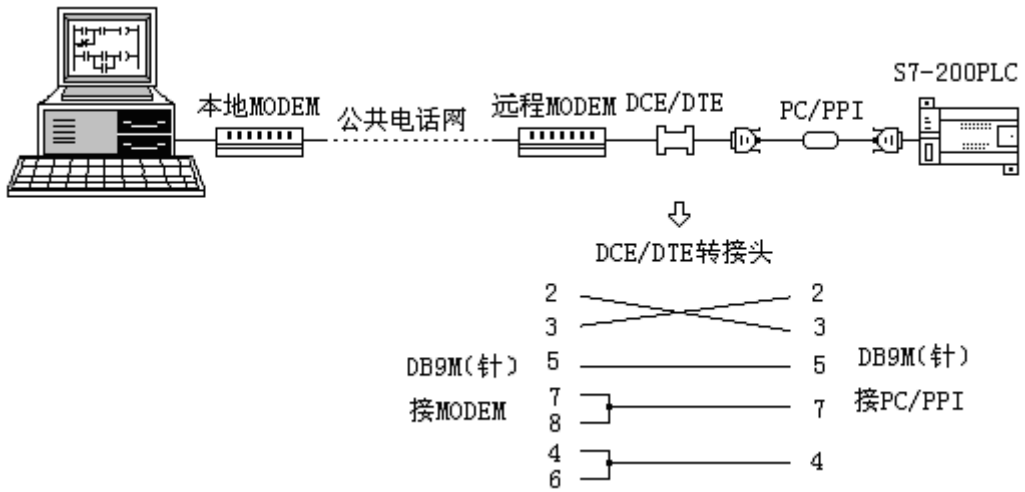 S7-200PLC
本地MODEM
公共电话网
远程MODEM
DCE/DTE
PC/PPI
DCE/DTE转接头
2 2
3 3
DB9M(针) 5 5 DB9M(针)
接MODEM 7 7 接PC/PPI
8
4 4
6